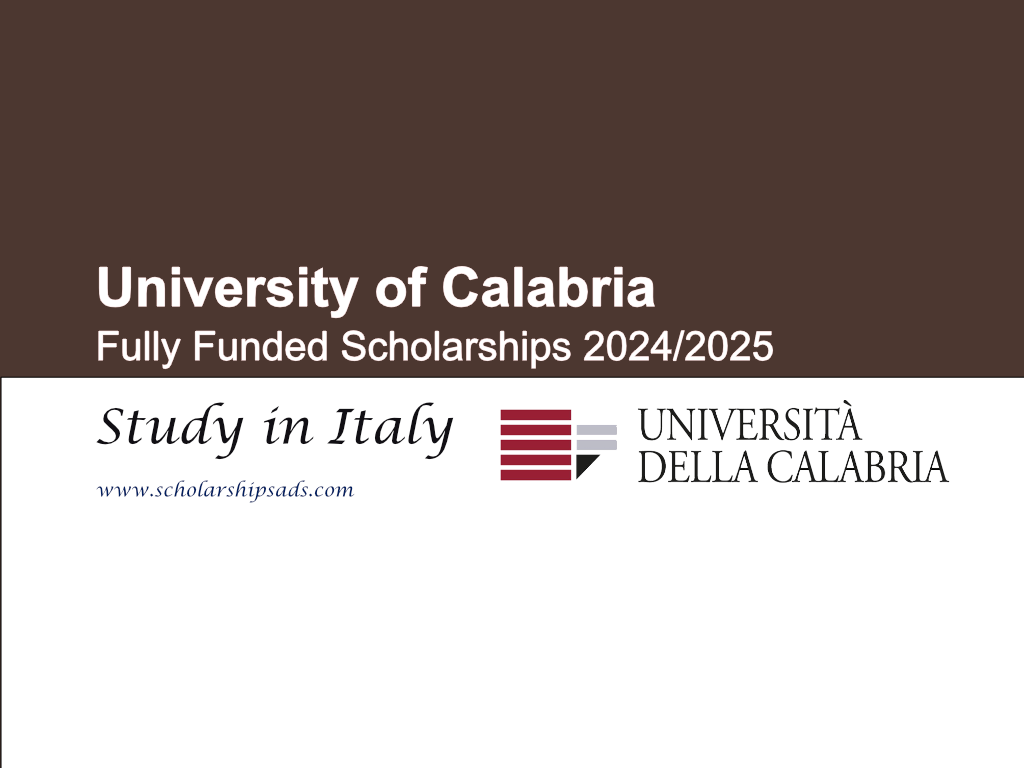 University of Calabria
Fully Funded Scholarships 2024/2025
Study in Italy
www.scholarshipsads.com
UNIVERSITÀ
DELLA CALABRIA